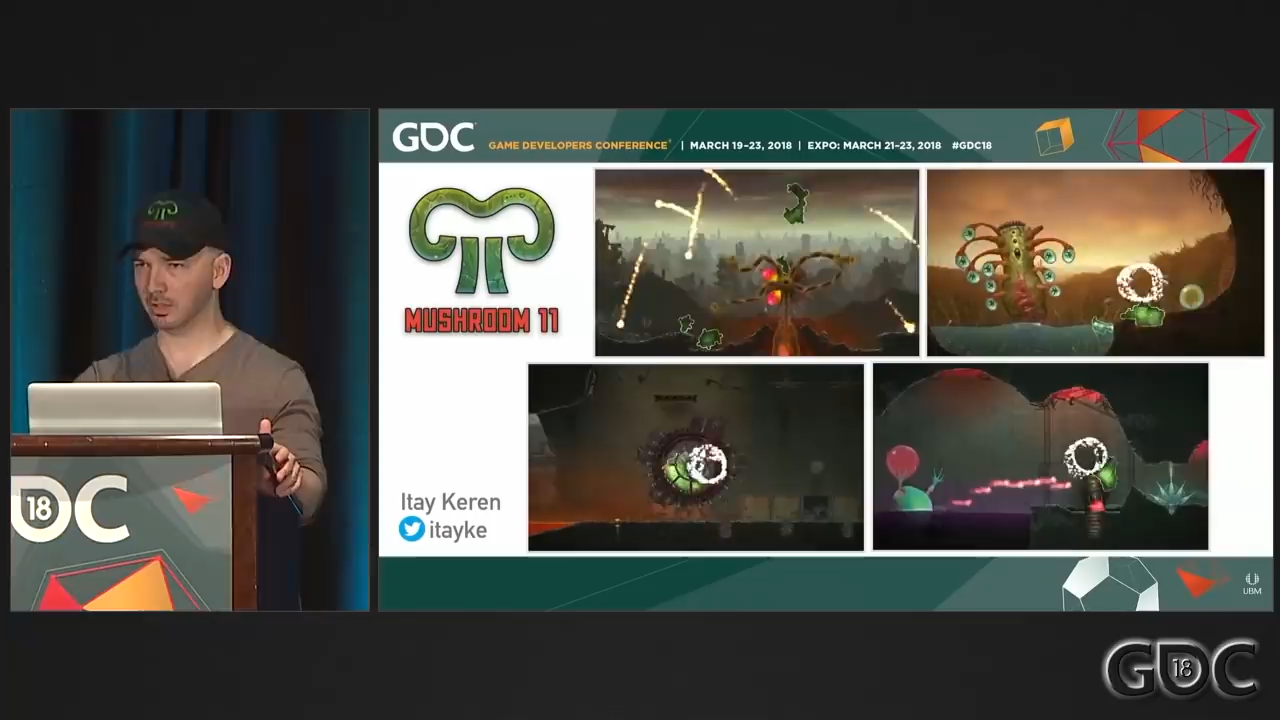 GDC
GAME DEVELOPERS CONFERENCE | MARCH 19-23, 2018 | EXPO: MARCH 21-23, 2018 #GDC18
MUSHROOM 11
Itay Keren
itayke
18
DC
UBM
GDC
18